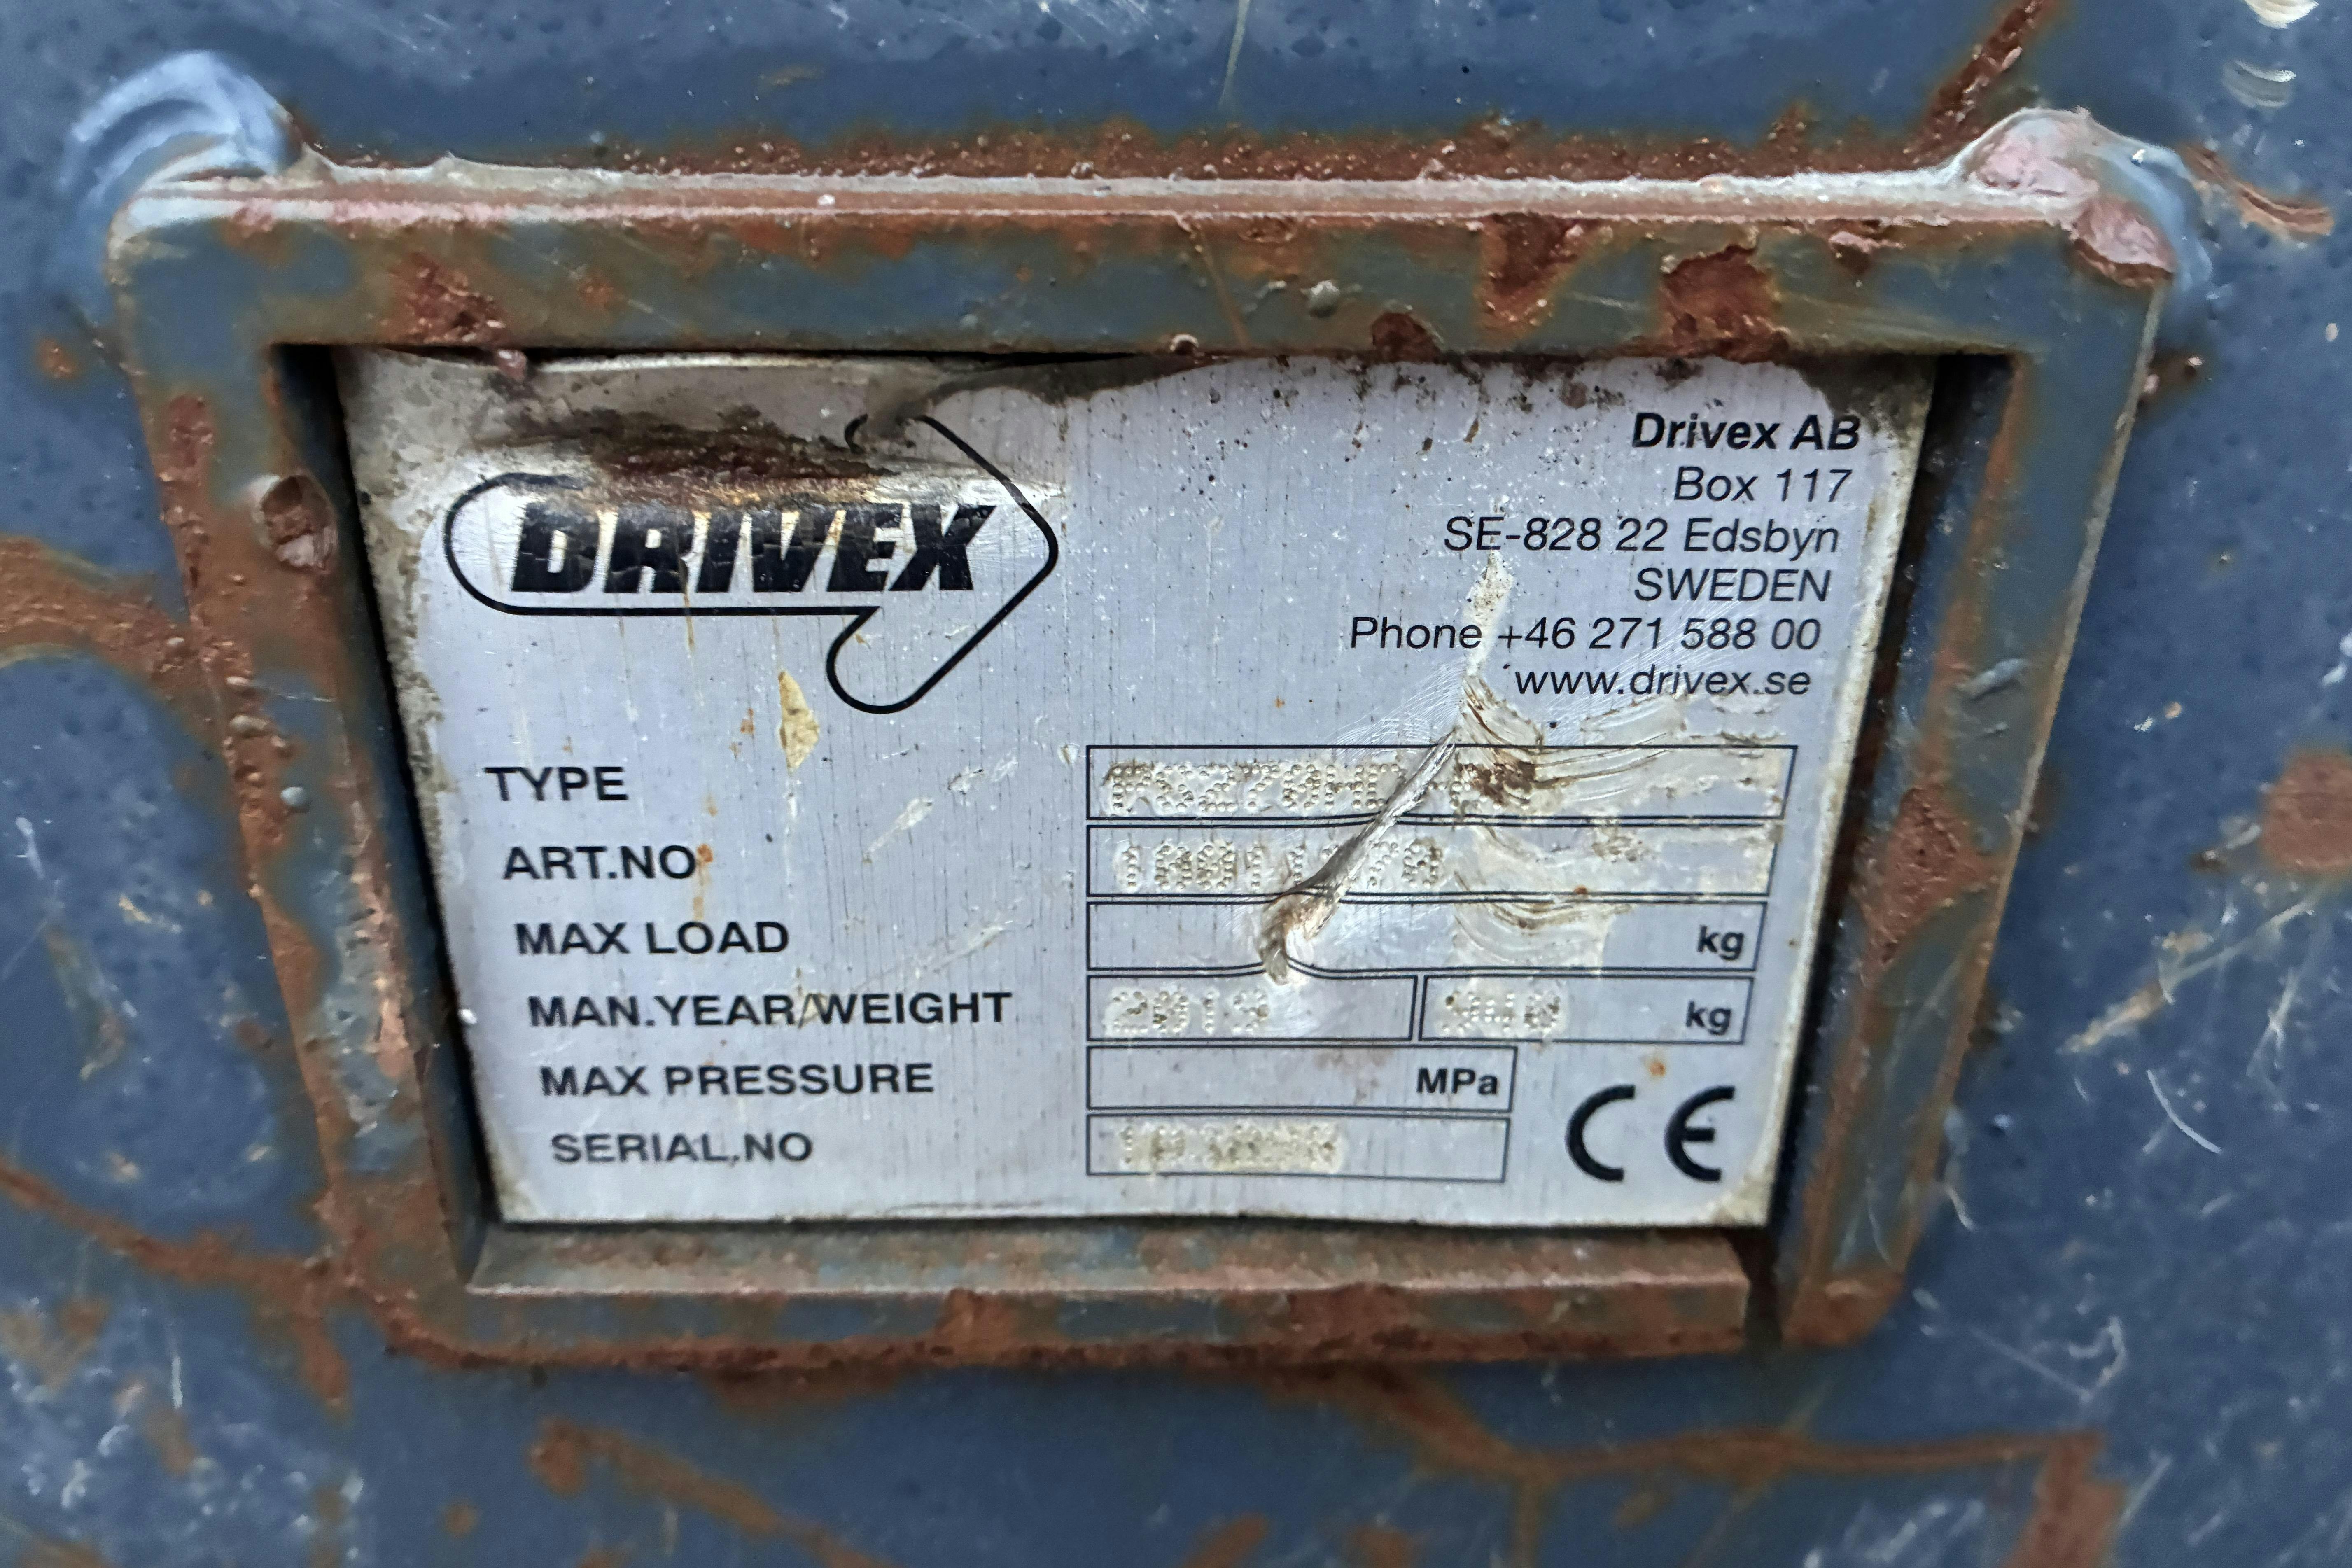 DRIVEX
Drivex AB
Box 117
SE-828 22 Edsbyn
SWEDEN
Phone +46 271 588 00
www.drivex.se
TYPE
ART.NO
MAX LOAD kg
MAN.YEAR/WEIGHT kg
MAX PRESSURE MPa
SERIAL.NO
CE